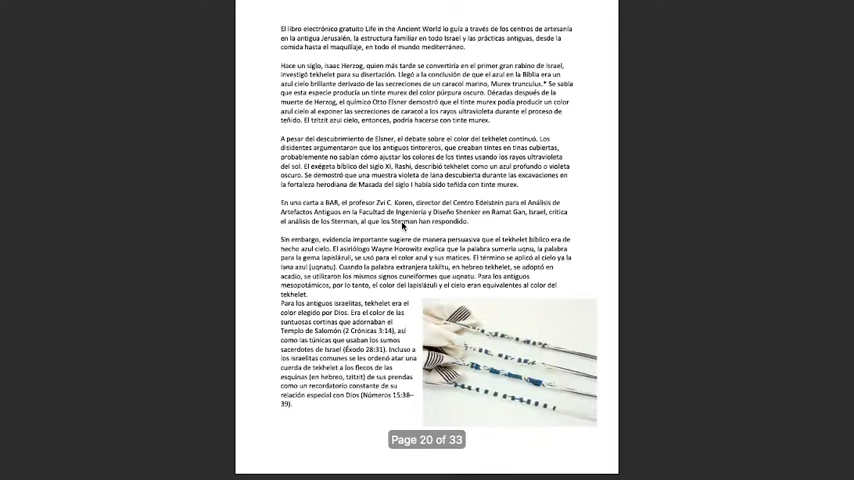 El libro electrónico gratuito Life in the Ancient World lo guía a través de los centros de artesanía
en la antigua Jerusalén, la estructura familiar en todo Israel y las prácticas antiguas, desde la
comida hasta el maquillaje, en todo el mundo mediterráneo.
Hace un siglo, Isaac Herzog, quien más tarde se convertiría en el primer gran rabino de Israel,
investigó tekhelet para su disertación. Llegó a la conclusión de que el azul en la Biblia era un
azul cielo brillante derivado de las secreciones de un caracol marino, Murex trunculus.* Se sabía
que esta especie producía un tinte murex del color púrpura oscuro. Décadas después de la
muerte de Herzog, el químico Otto Elsner demostró que el tinte murex podía producir un color
azul cielo al exponer las secreciones de caracol a los rayos ultravioleta durante el proceso de
teñido. El tzitzit azul cielo, entonces, podría hacerse con tinte murex.
A pesar del descubrimiento de Elsner, el debate sobre el color del tekhelet continuó. Los
disidentes argumentaron que los antiguos tintoreros, que creaban tintes en tinas cubiertas,
probablemente no sabían cómo ajustar los colores de los tintes usando los rayos ultravioleta
del sol. El exégeta bíblico del siglo XI, Rashi, describió tekhelet como un azul profundo o violeta
oscuro. Se demostró que una muestra violeta de lana descubierta durante las excavaciones en
la fortaleza herodiana de Masada del siglo I había sido teñida con tinte murex.
En una carta a BAR, el profesor Zvi C. Koren, director del Centro Edelstein para el Análisis de
Artefactos Antiguos en la Facultad de Ingeniería y Diseño Shenker en Ramat Gan, Israel, critica
el análisis de los Sterman, al que los Sterman han respondido.
Sin embargo, evidencia importante sugiere de manera persuasiva que el tekhelet bíblico era de
hecho azul cielo. El asiriólogo Wayne Horowitz explica que la palabra sumeria uqnu, la palabra
para la gema lapislázuli, se usó para el color azul y sus matices. El término se aplicó al cielo ya la
lana azul (uqnatu). Cuando la palabra extranjera takiltu, en hebreo tekhelet, se adoptó en
acadio, se utilizaron los mismos signos cuneiformes que uqnatu. Para los antiguos
mesopotámicos, por lo tanto, el color del lapislázuli y el cielo eran equivalentes al color del
tekhelet.
Para los antiguos israelitas, tekhelet era el
color elegido por Dios. Era el color de las
suntuosas cortinas que adornaban el
Templo de Salomón (2 Crónicas 3:14), así
como las túnicas que usaban los sumos
sacerdotes de Israel (Éxodo 28:31). Incluso a
los israelitas comunes se les ordenó atar una
cuerda de tekhelet a los flecos de las
esquinas (en hebreo, tzitzit) de sus prendas
como un recordatorio constante de su
relación especial con Dios (Números 15:38–
39).
Page 20 of 33